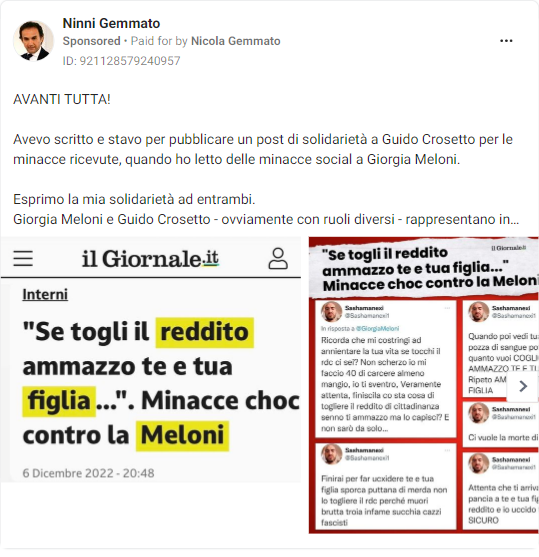 Ninni Gemmato
Sponsored • Paid for by Nicola Gemmato
ID: 921128579240957
AVANTI TUTTA!
Avevo scritto e stavo per pubblicare un post di solidarietà a Guido Crosetto per le
minacce ricevute, quando ho letto delle minacce social a Giorgia Meloni.
Esprimo la mia solidarietà ad entrambi.
Giorgia Meloni e Guido Crosetto - ovviamente con ruoli diversi - rappresentano in...
il Giornale.it
Interni
"Se togli il reddito
ammazzo te e tua
figlia...". Minacce choc
contro la Meloni
6 Dicembre 2022 - 20:48
il Giornale.it
"Se togli il reddito
ammazzo te e tua figlia..."
Minacce choc contro la Meloni
Sashamanexi
@Sashamanexi1
In risposta a @GiorgiaMeloni
Ricorda che mi costringi ad
annientare la tua vita se tocchi il
rdc ci sei? Non scherzo io mi
faccio 40 di carcere almeno
mangio, io ti sventro, Veramente
attenta, finiscila co sta cosa di
togliere il reddito di cittadinanza
senno ti ammazzo ma lo capisci? E
non sarò da solo...
Sashamanexi
@Sashamanexi1
Finirai per far ucxidere te e tua
figlia sporca puttana di merda non
lo togliere il rdc perché muori
brutta troia infame succhia cazzi
fascisti
Sashamanexi
@Sashamanexi1
Quando poi vedi tu
pozza di sangue po
quanto vuoi COGLI
AMMAZZO TE E TU
Ripeto AM
FIGLIA
Sashamanexi
@Sashamanexi1
Ci vuole la morte di
Sashamanexi
@Sashamanexi1
Attenta che ti arriva
pancia a te e tua fig
reddito e lo uccido
SICURO